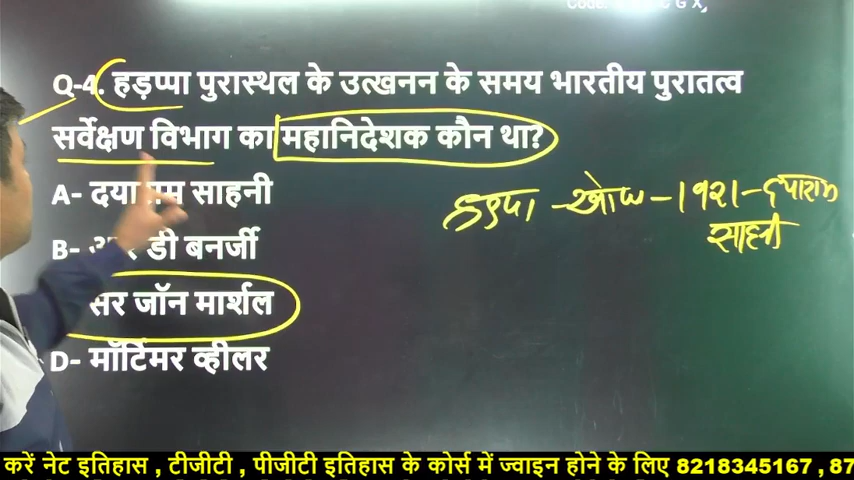 Q-4. हड़प्पा पुरास्थल के उत्खनन के समय भारतीय पुरातत्व
सर्वेक्षण विभाग का महानिदेशक कौन था?
A- दया राम साहनी
B- डी बनर्जी
सर जॉन मार्शल
D- मॉर्टिमर व्हीलर
हड़प्पा - खोज - 1921 - दयाराम
साहनी
करें नेट इतिहास , टीजीटी , पीजीटी इतिहास के कोर्स में ज्वाइन होने के लिए 8218345167 , 87